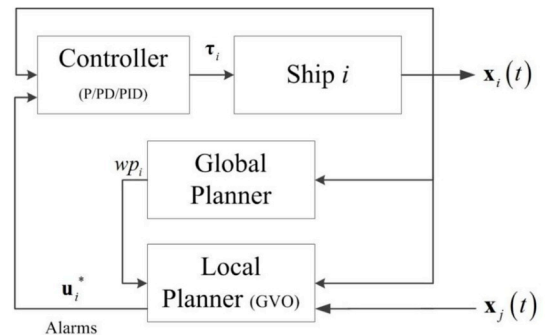 Controller
(P/PD/PID)
τᵢ
Ship i
xᵢ(t)
wpᵢ
Global
Planner
Local
Planner (GVO)
uᵢ*
Alarms
xⱼ(t)